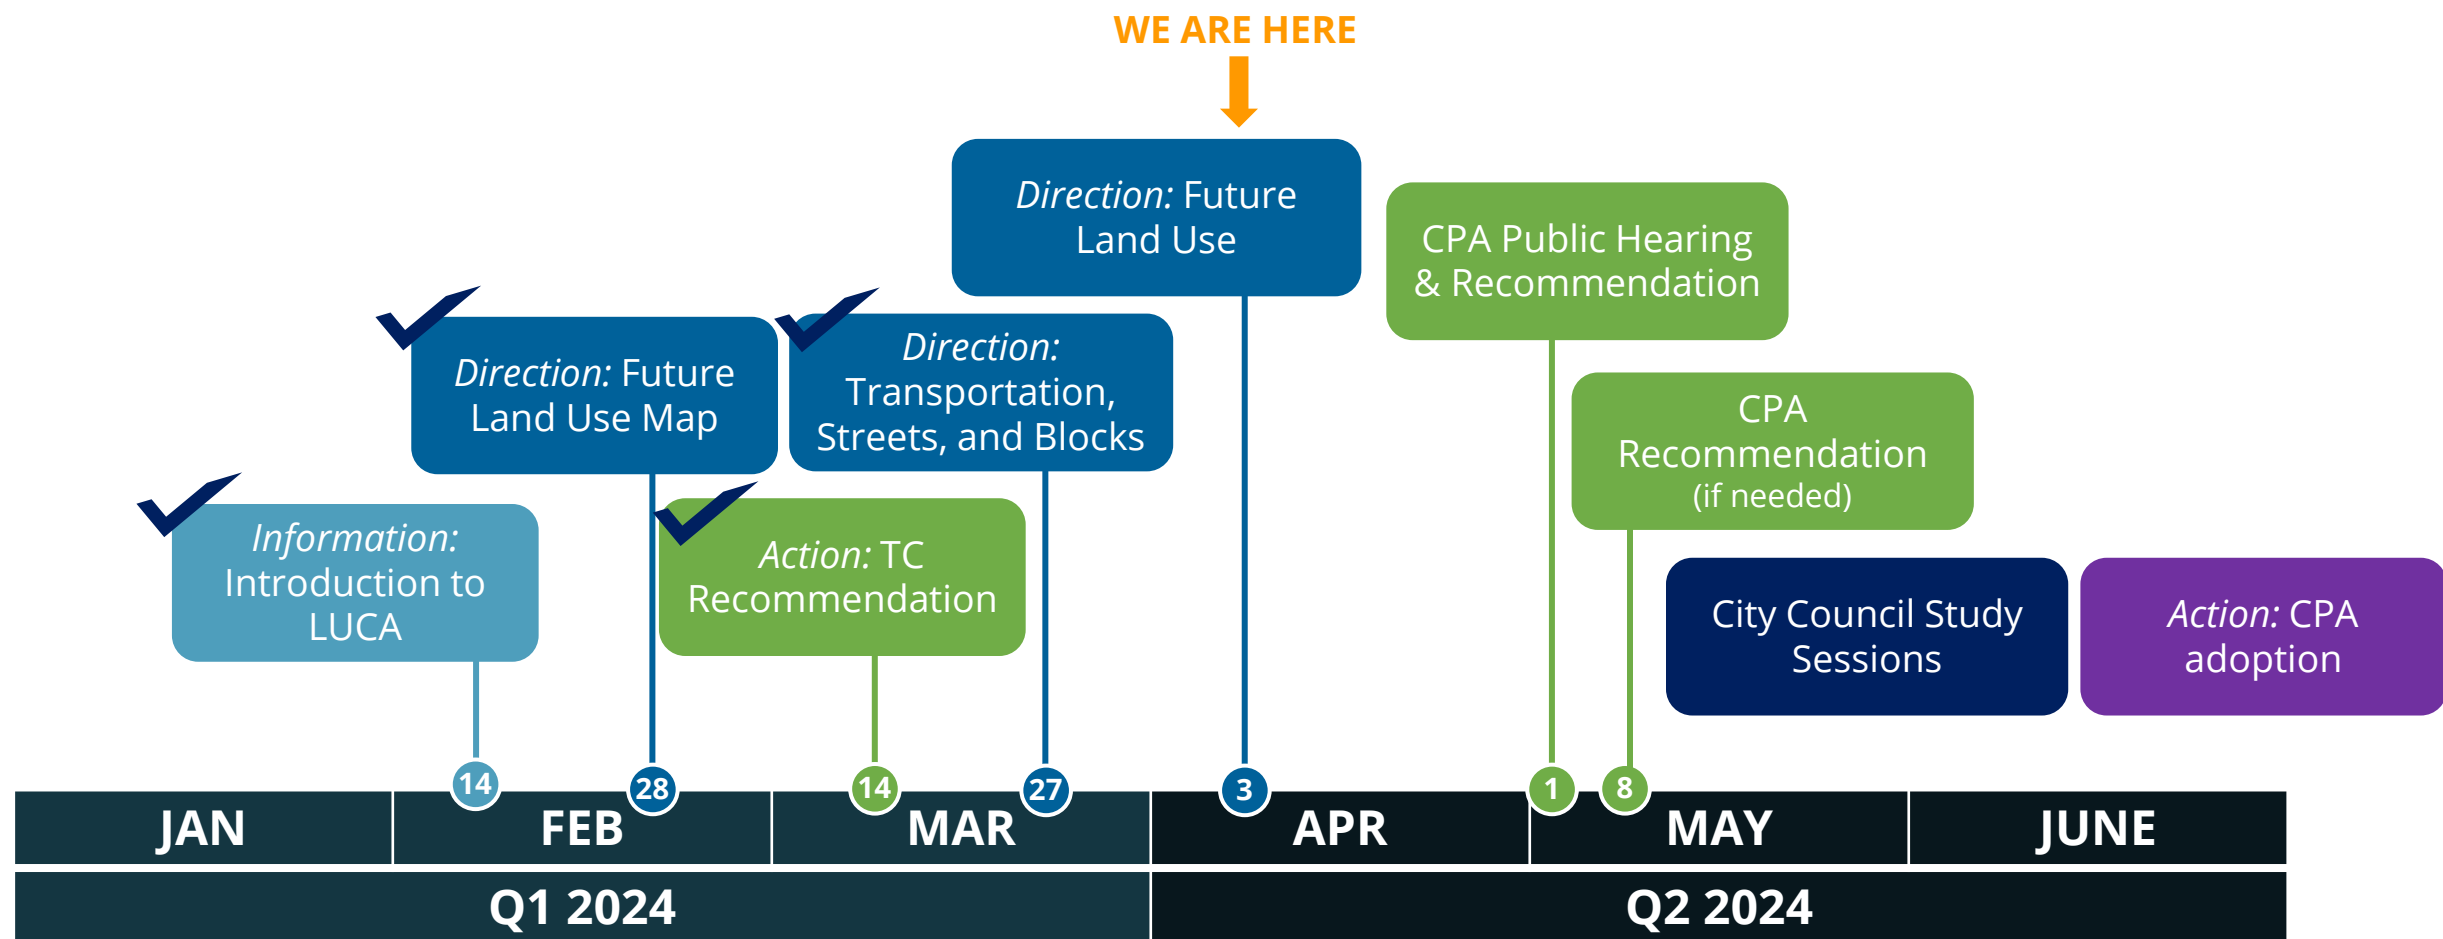 WE ARE HERE
Direction: Future
Land Use
CPA Public Hearing
& Recommendation
Direction: Future
Land Use Map
Direction:
Transportation,
Streets, and Blocks
CPA
Recommendation
(if needed)
Information:
Introduction to
LUCA
Action: TC
Recommendation
City Council Study
Sessions
Action: CPA
adoption
14
28
14
27
3
1
8
JAN
FEB
MAR
APR
MAY
JUNE
Q1 2024
Q2 2024